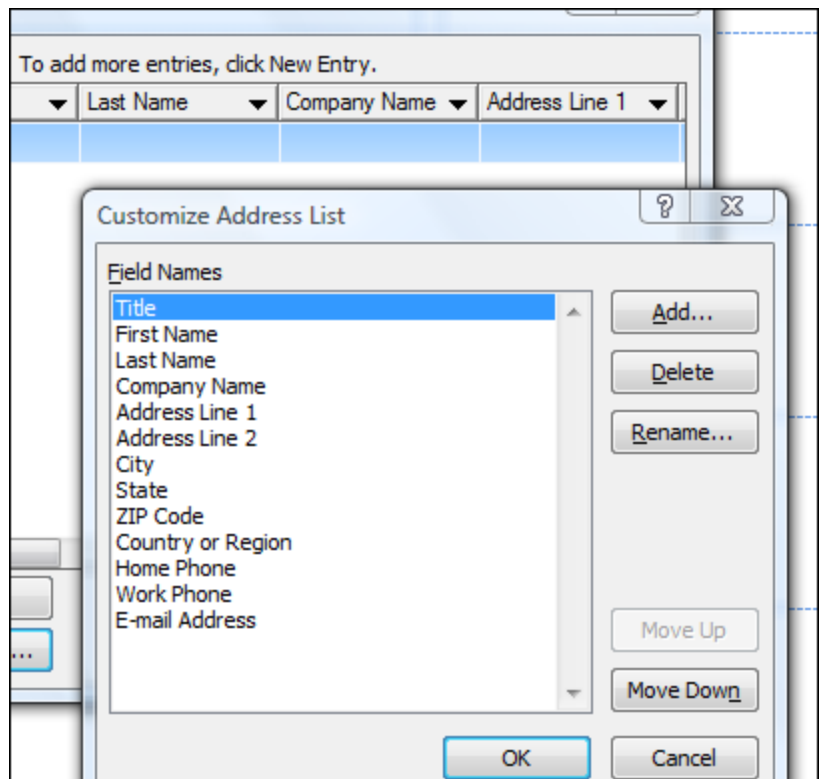 To add more entries, click New Entry.
Last Name Company Name Address Line 1
Customize Address List
Field Names
Title
First Name
Last Name
Company Name
Address Line 1
Address Line 2
City
State
ZIP Code
Country or Region
Home Phone
Work Phone
E-mail Address
Add...
Delete
Rename...
Move Up
Move Down
...
OK Cancel